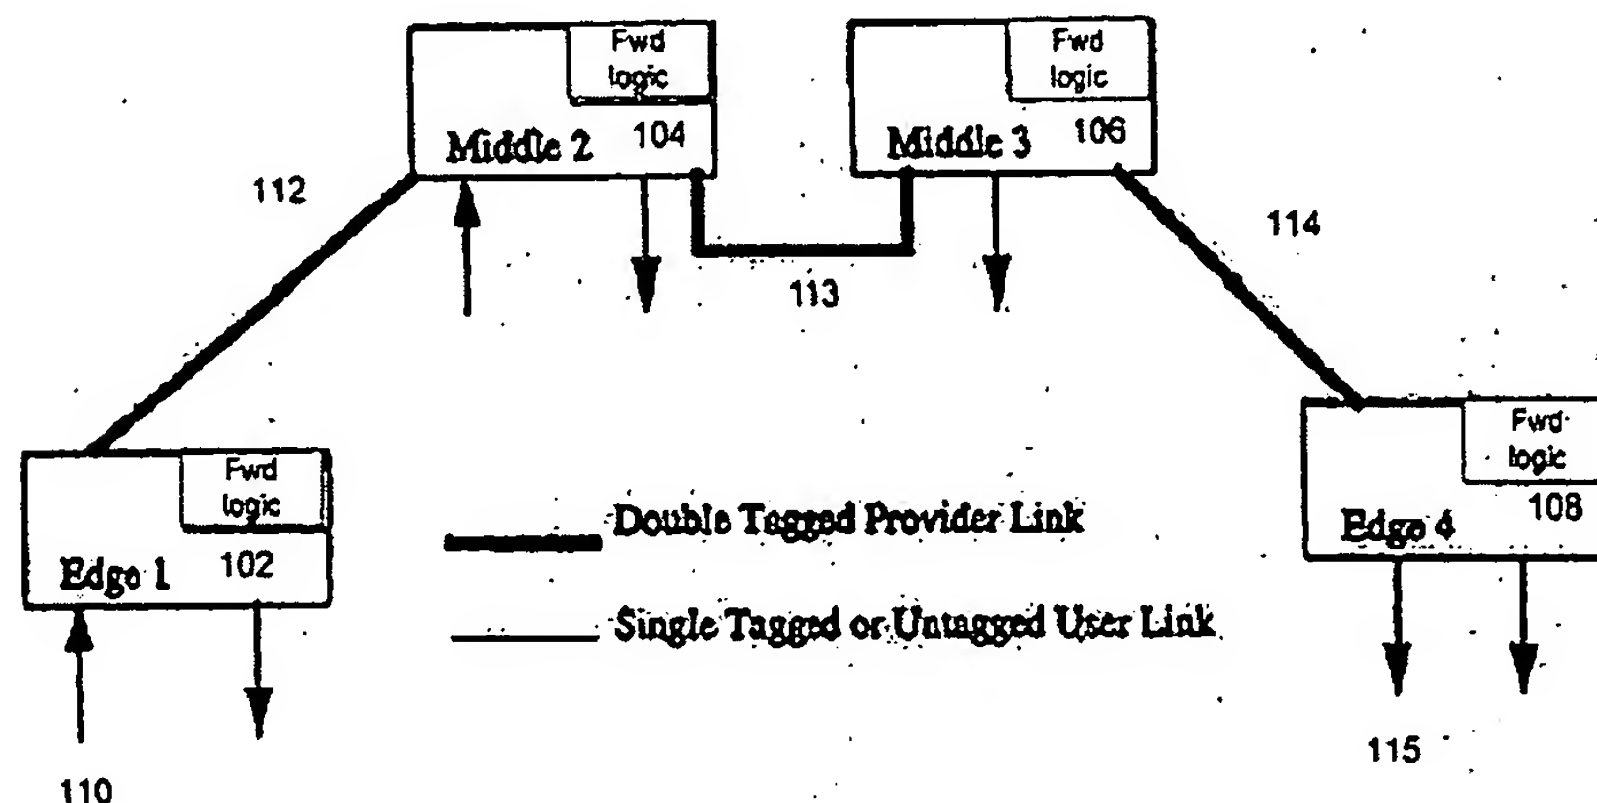 Fwd
logic
Middle 2
104
Fwd
logic
Middle 3
106
112
113
114
Fwd
logic
Edge 1
102
Double Tagged Provider Link
Single Tagged or Untagged User Link
Fwd
logic
Edge 4
108
110
115